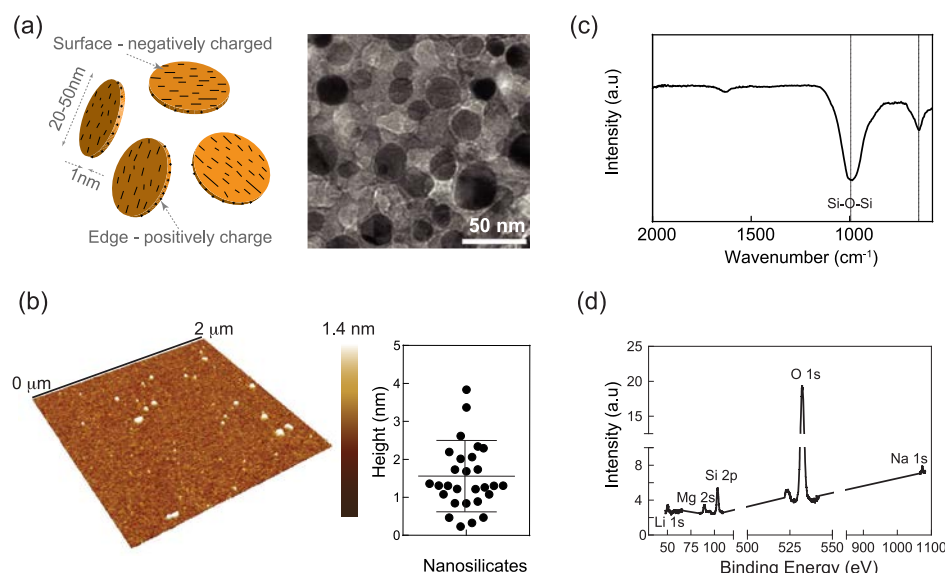 (a)
Surface - negatively charged
20-50nm
1nm
Edge - positively charge
50 nm
(b)
0 μm
2 μm
1.4 nm
Height (nm)
5
4
3
2
1
0
Nanosilicates
(c)
Intensity (a.u)
Si-O-Si
2000
1500
1000
Wavenumber (cm-1)
(d)
Intensity (a.u)
25
20
15
8
4
0
O 1s
Na 1s
Si 2p
Mg 2s
Li 1s
50
75
100
500
525
550
900
1000
1100
Binding Energy (eV)